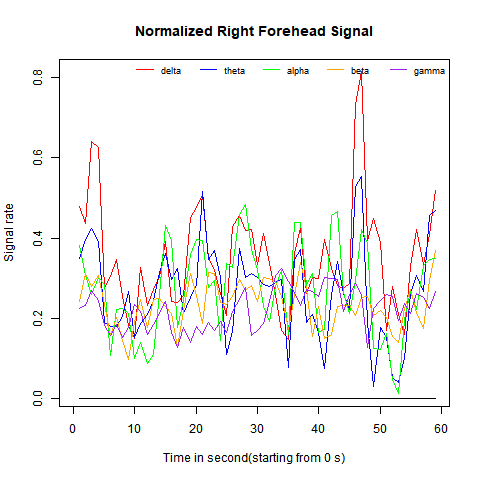 Normalized Right Forehead Signal
delta theta alpha beta gamma
Signal rate
0.0 0.2 0.4 0.6 0.8
0 10 20 30 40 50 60
Time in second(starting from 0 s)